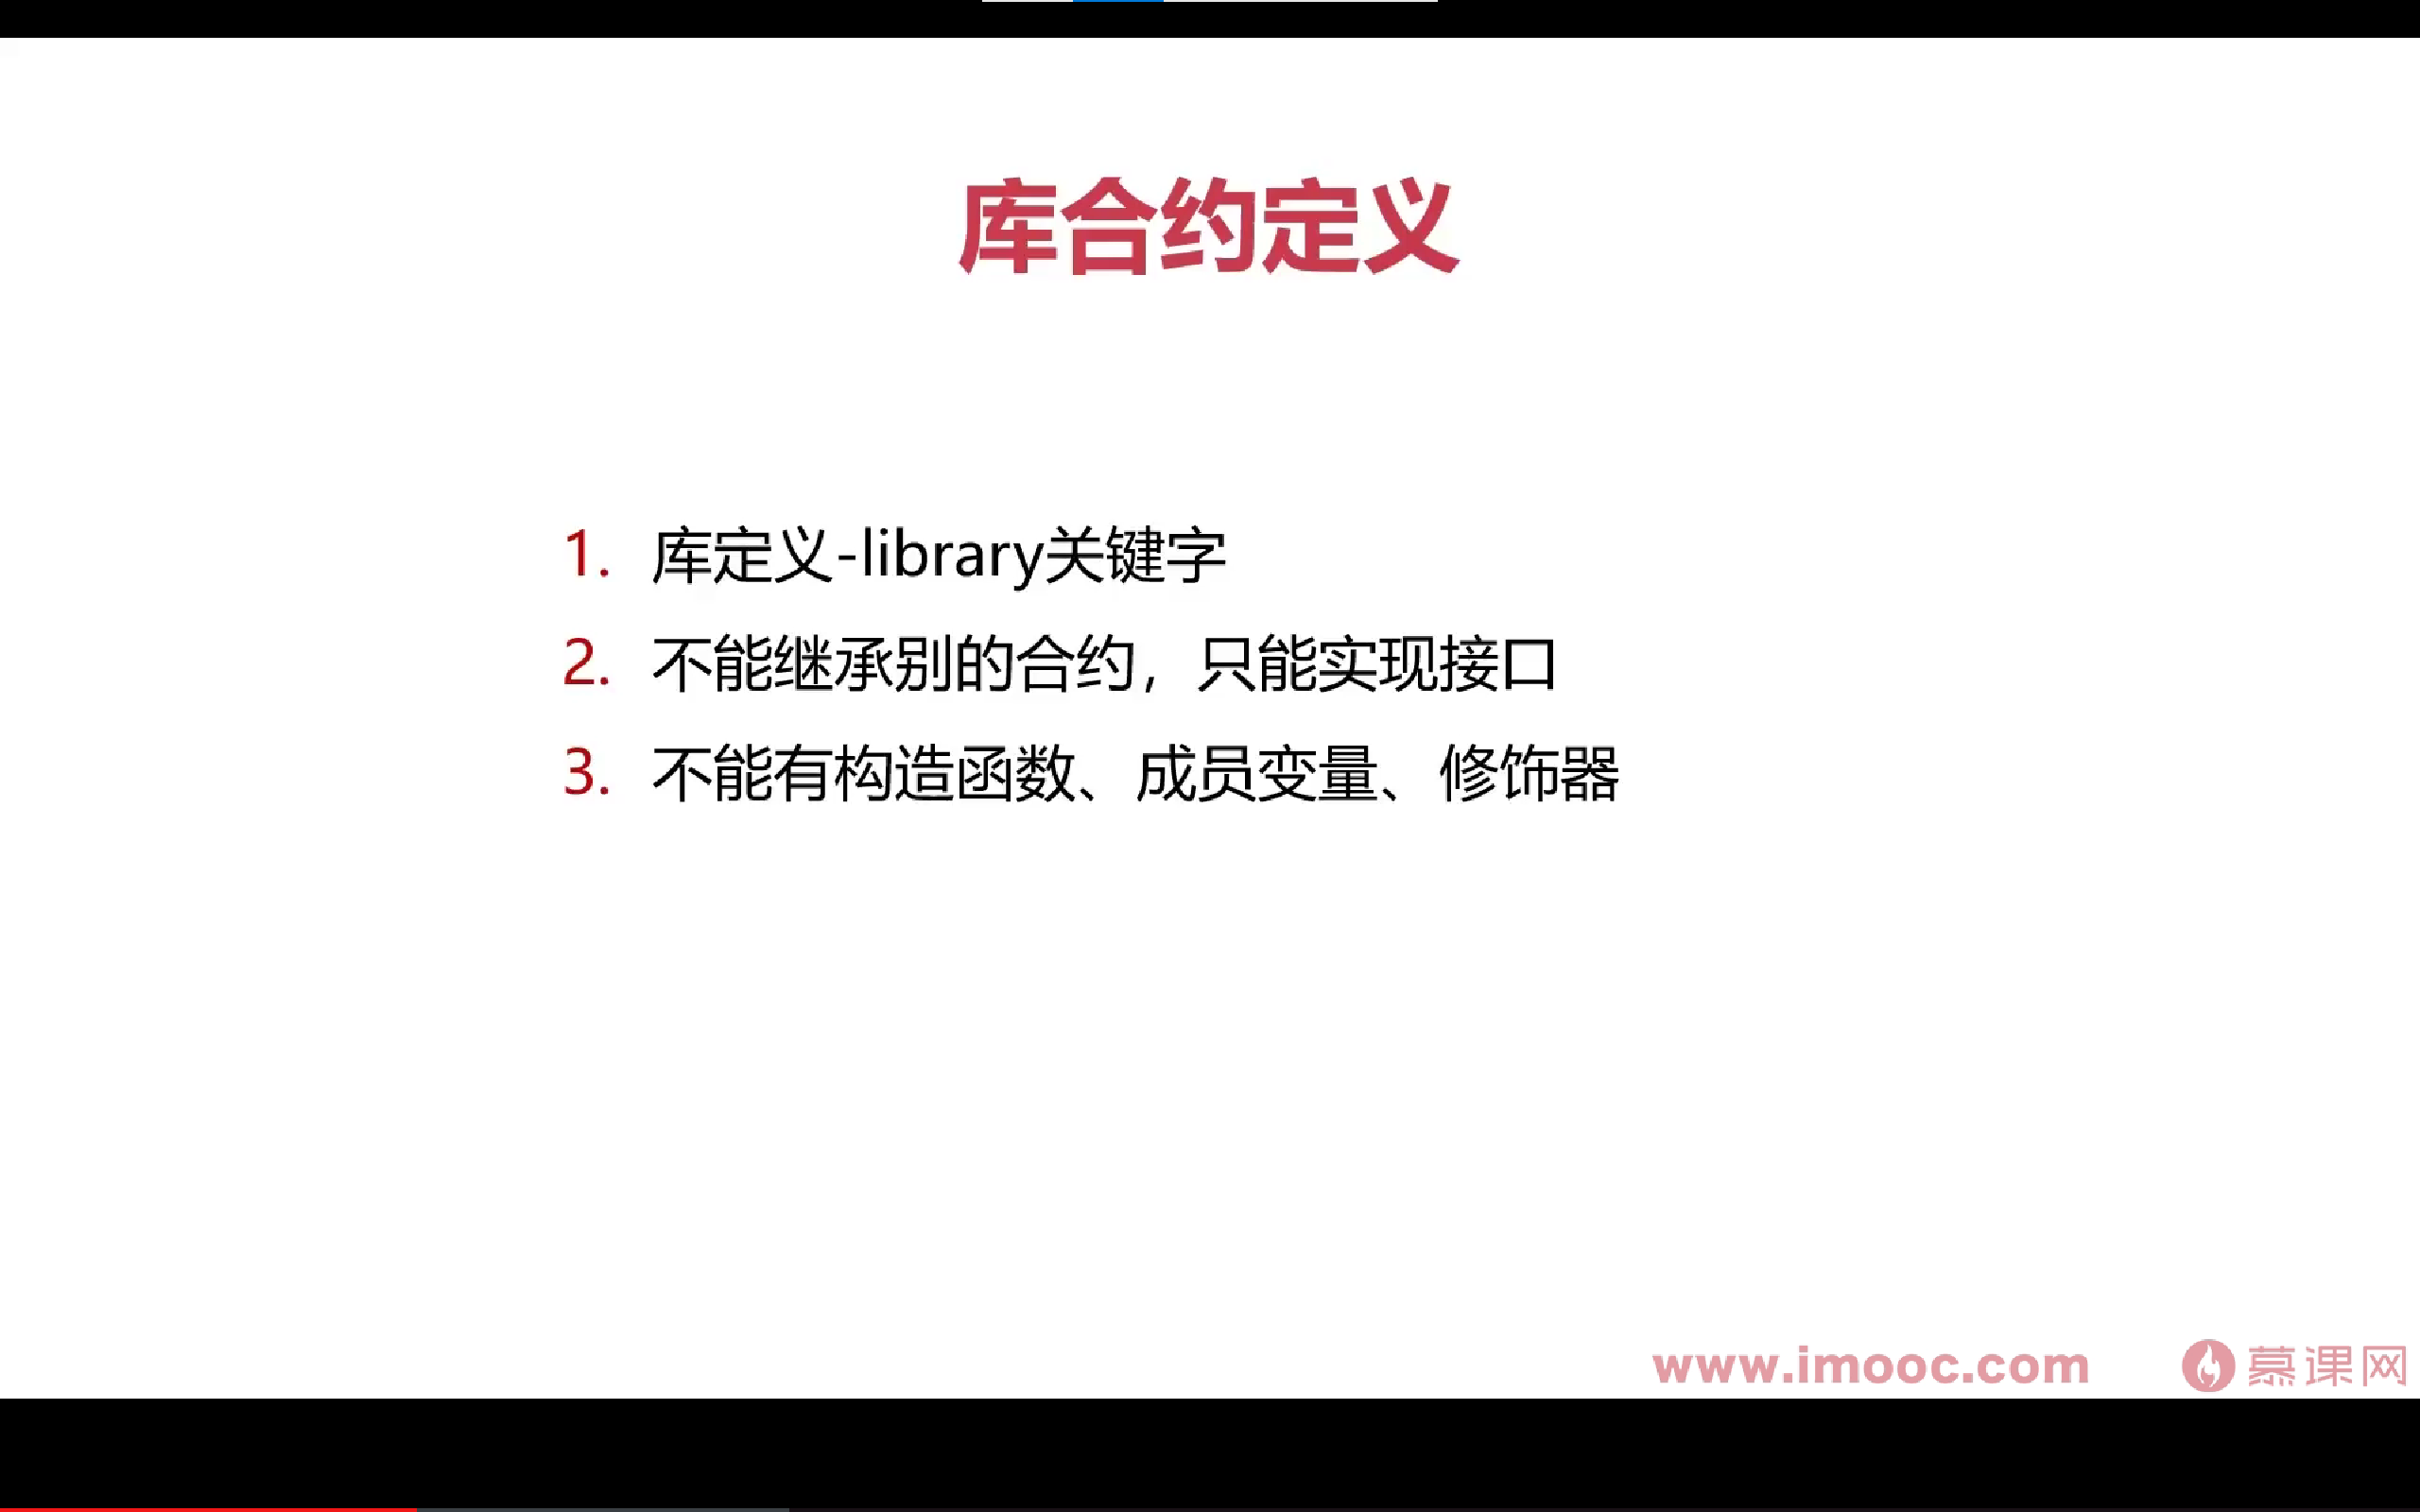 库合约定义
1. 库定义-library关键字
2. 不能继承别的合约，只能实现接口
3. 不能有构造函数、成员变量、修饰器
www.imooc.com 慕课网